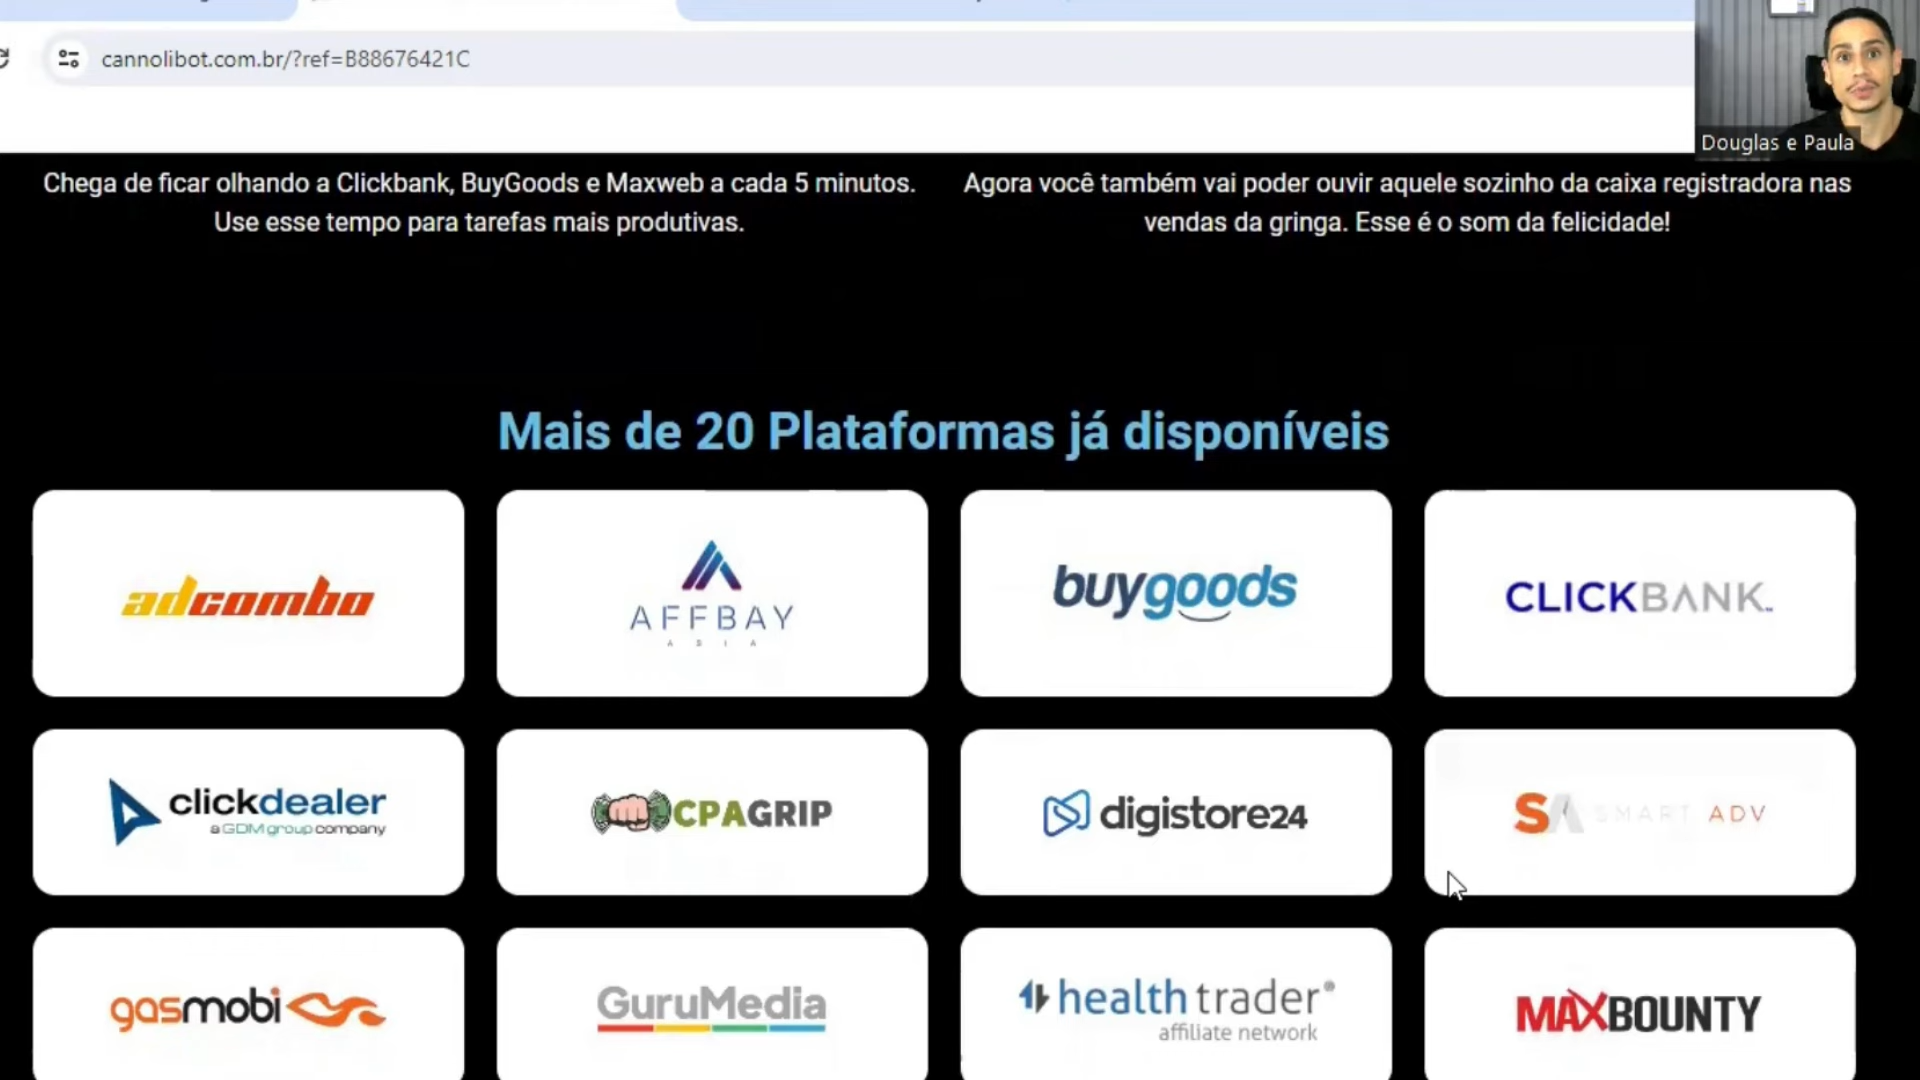 cannolibot.com.br/?ref=B88676421C
Douglas e Paula
Chega de ficar olhando a Clickbank, BuyGoods e Maxweb a cada 5 minutos.
Use esse tempo para tarefas mais produtivas.
Agora você também vai poder ouvir aquele sozinho da caixa registradora nas
vendas da gringa. Esse é o som da felicidade!
Mais de 20 Plataformas já disponíveis
adcombo
AFFBAY
ASIA
buygoods
CLICKBANK
clickdealer
a GDM group company
CPAGRIP
digistore24
SA SMART ADV
gasmobi
GuruMedia
health trader®
affiliate network
MAXBOUNTY